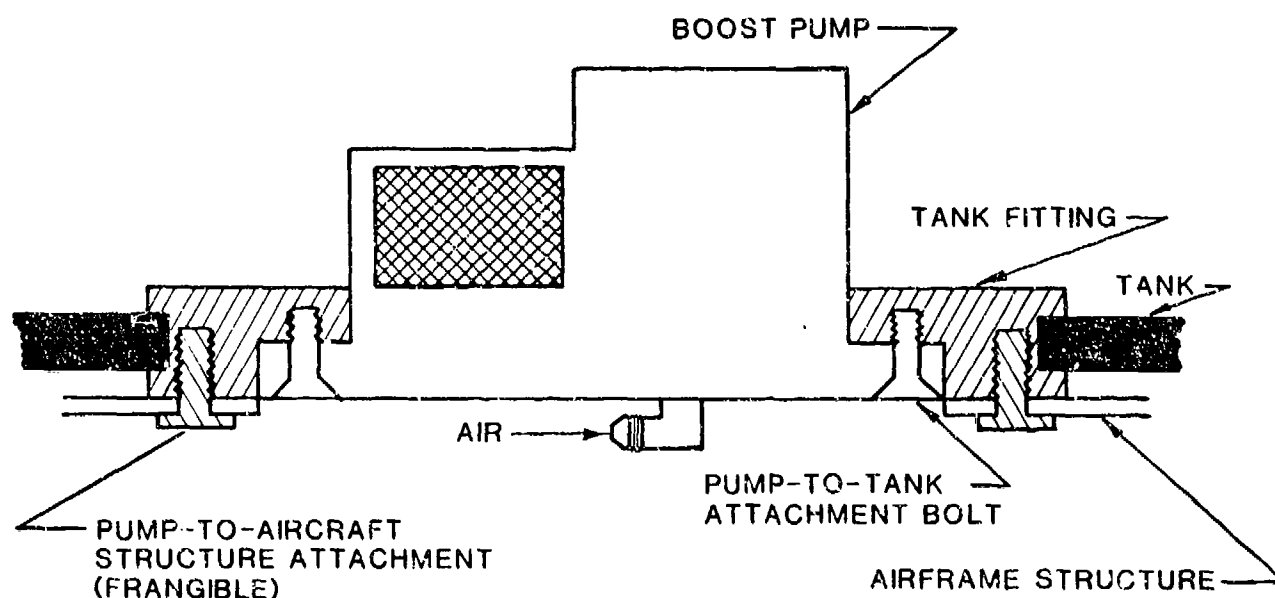 BOOST PUMP
TANK FITTING
TANK
AIR
PUMP-TO-TANK
ATTACHMENT BOLT
PUMP-TO-AIRCRAFT
STRUCTURE ATTACHMENT
(FRANGIBLE)
AIRFRAME STRUCTURE